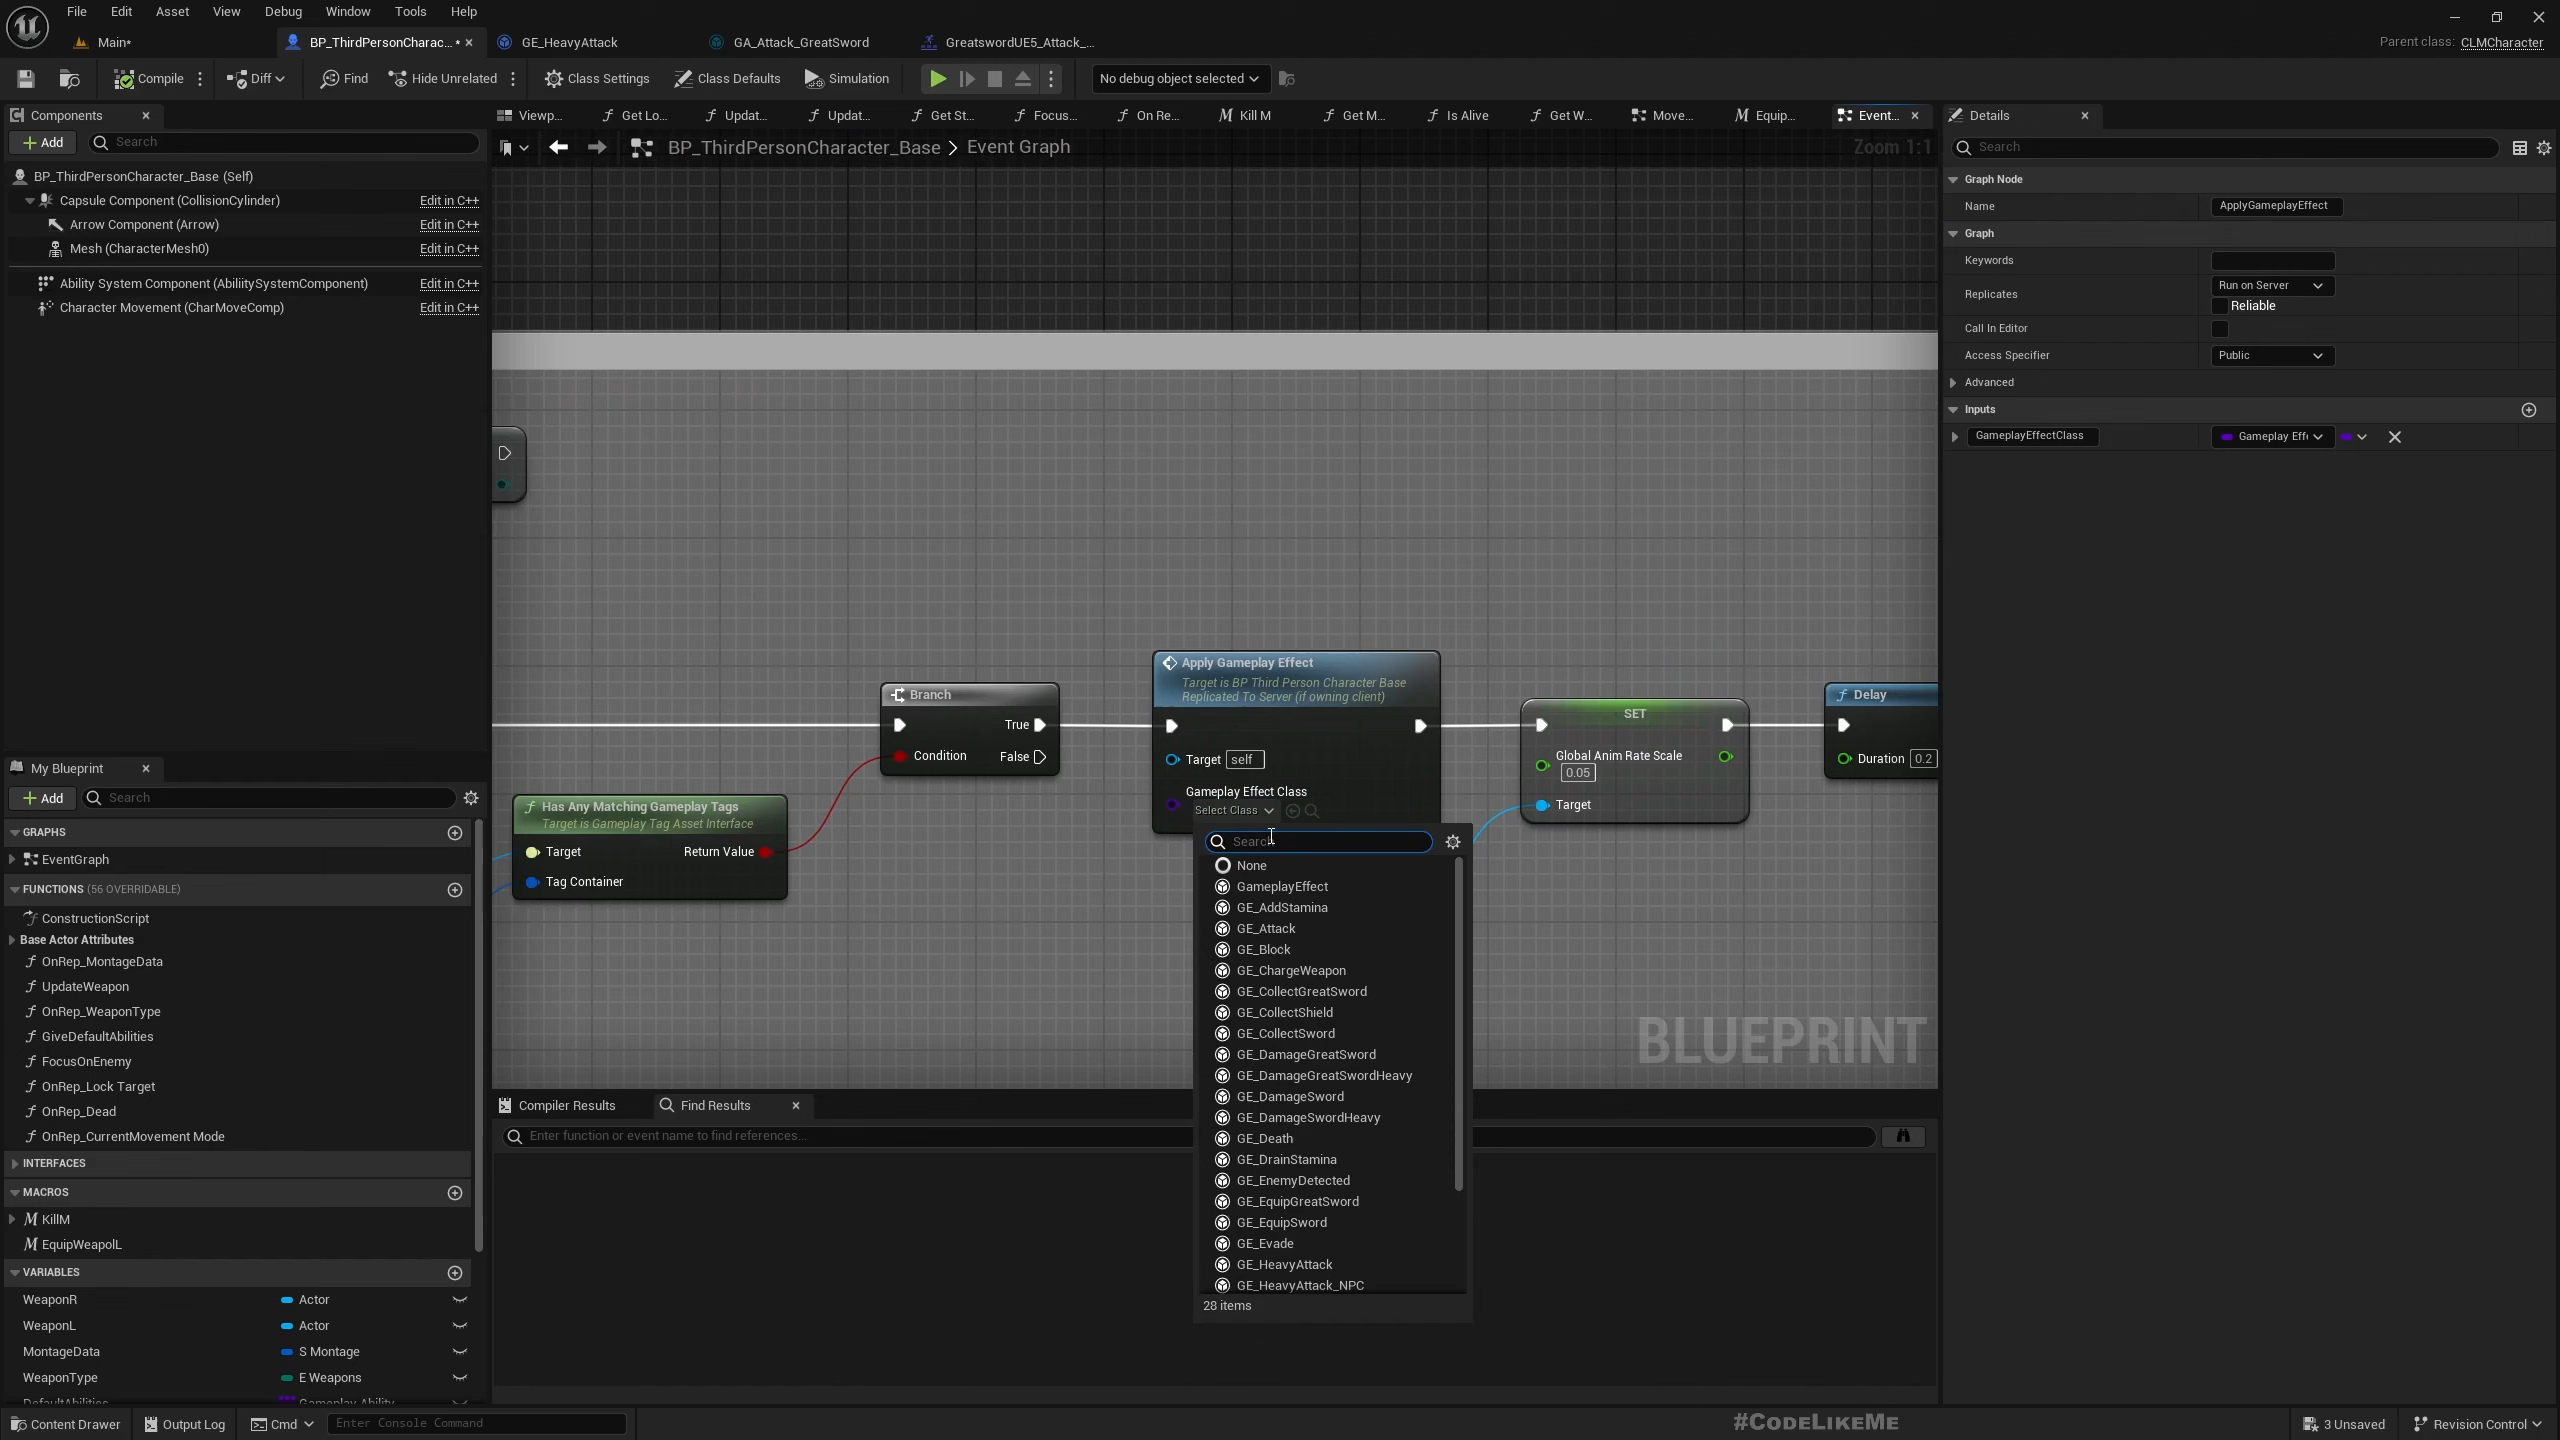 File Edit Asset View Debug Window Tools Help
Main*
BP_ThirdPersonCharac... *
GE_HeavyAttack
GA_Attack_GreatSword
GreatswordUE5_Attack_...
Parent class: CLMCharacter
Compile
Diff
Find
Hide Unrelated
Class Settings
Class Defaults
Simulation
No debug object selected
Components
Add
Search
BP_ThirdPersonCharacter_Base (Self)
Capsule Component (CollisionCylinder) Edit in C++
Arrow Component (Arrow) Edit in C++
Mesh (CharacterMesh0) Edit in C++
Ability System Component (AbiliitySystemComponent) Edit in C++
Character Movement (CharMoveComp) Edit in C++
My Blueprint
Add
Search
GRAPHS
EventGraph
FUNCTIONS (56 OVERRIDABLE)
ConstructionScript
Base Actor Attributes
OnRep_MontageData
UpdateWeapon
OnRep_WeaponType
GiveDefaultAbilities
FocusOnEnemy
OnRep_Lock Target
OnRep_Dead
OnRep_CurrentMovement Mode
INTERFACES
MACROS
KillM
EquipWeapolL
VARIABLES
WeaponR Actor
WeaponL Actor
MontageData S Montage
WeaponType E Weapons
DefaultAbilities Gameplay Ability
Viewp...
Get Lo...
Updat...
Updat...
Get St...
Focus...
On Re...
Kill M
Get M...
Is Alive
Get W...
Move...
Equip...
Event...
BP_ThirdPersonCharacter_Base > Event Graph
Zoom 1:1
Has Any Matching Gameplay Tags
Target is Gameplay Tag Asset Interface
Target Return Value
Tag Container
Branch
True
Condition False
Apply Gameplay Effect
Target is BP Third Person Character Base
Replicated To Server (if owning client)
Target self
Gameplay Effect Class
Select Class
SET
Global Anim Rate Scale
0.05
Target
Delay
Duration 0.2
Search
None
GameplayEffect
GE_AddStamina
GE_Attack
GE_Block
GE_ChargeWeapon
GE_CollectGreatSword
GE_CollectShield
GE_CollectSword
GE_DamageGreatSword
GE_DamageGreatSwordHeavy
GE_DamageSword
GE_DamageSwordHeavy
GE_Death
GE_DrainStamina
GE_EnemyDetected
GE_EquipGreatSword
GE_EquipSword
GE_Evade
GE_HeavyAttack
GE_HeavyAttack_NPC
28 items
BLUEPRINT
Compiler Results
Find Results
Enter function or event name to find references...
Details
Search
Graph Node
Name ApplyGameplayEffect
Graph
Keywords
Replicates Run on Server
Reliable
Call In Editor
Access Specifier Public
Advanced
Inputs
GameplayEffectClass Gameplay Effe
Content Drawer
Output Log
Cmd
Enter Console Command
#CODELIKEME
3 Unsaved
Revision Control